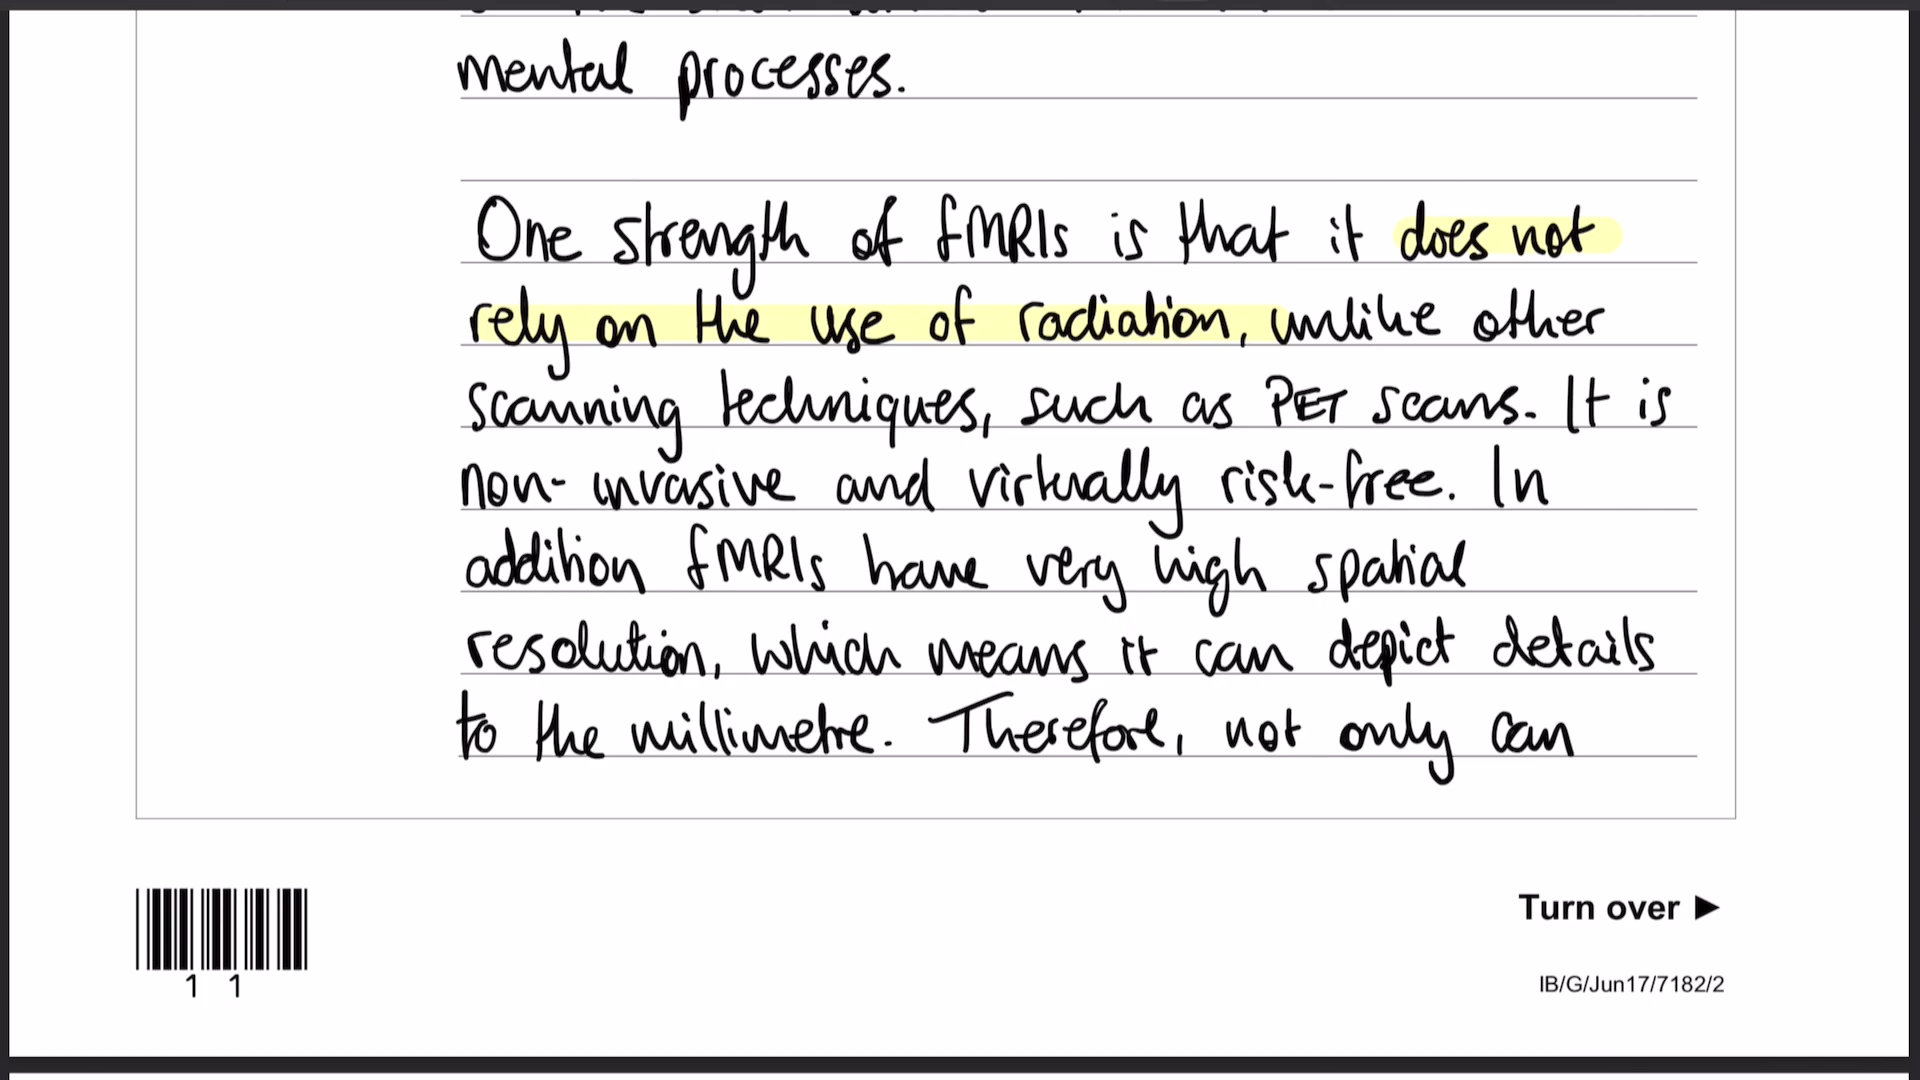 mental processes.
One strength of fMRIs is that it does not
rely on the use of radiation, unlike other
scanning techniques, such as PET scans. It is
non-invasive and virtually risk-free. In
addition fMRIs have very high spatial
resolution, which means it can depict details
to the millimetre. Therefore, not only can
1 1
Turn over ►
IB/G/Jun17/7182/2